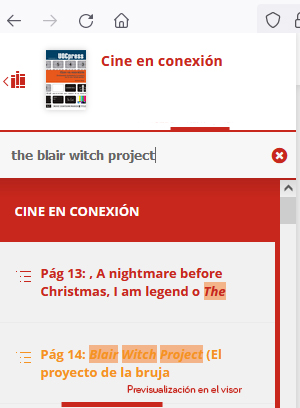 UOCpress
Cine en conexión
the blair witch project
CINE EN CONEXIÓN
Pág 13: , A nightmare before
Christmas, I am legend o The
Pág 14: Blair Witch Project (El
proyecto de la bruja
Previsualización en el visor